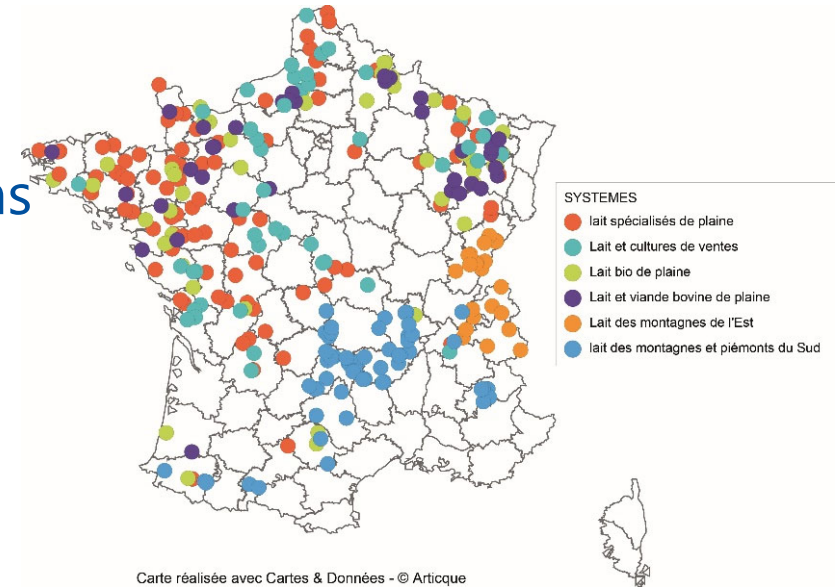 ns
SYSTEMES
lait spécialisés de plaine
Lait et cultures de ventes
Lait bio de plaine
Lait et viande bovine de plaine
Lait des montagnes de l'Est
lait des montagnes et piémonts du Sud
Carte réalisée avec Cartes & Données - © Articque